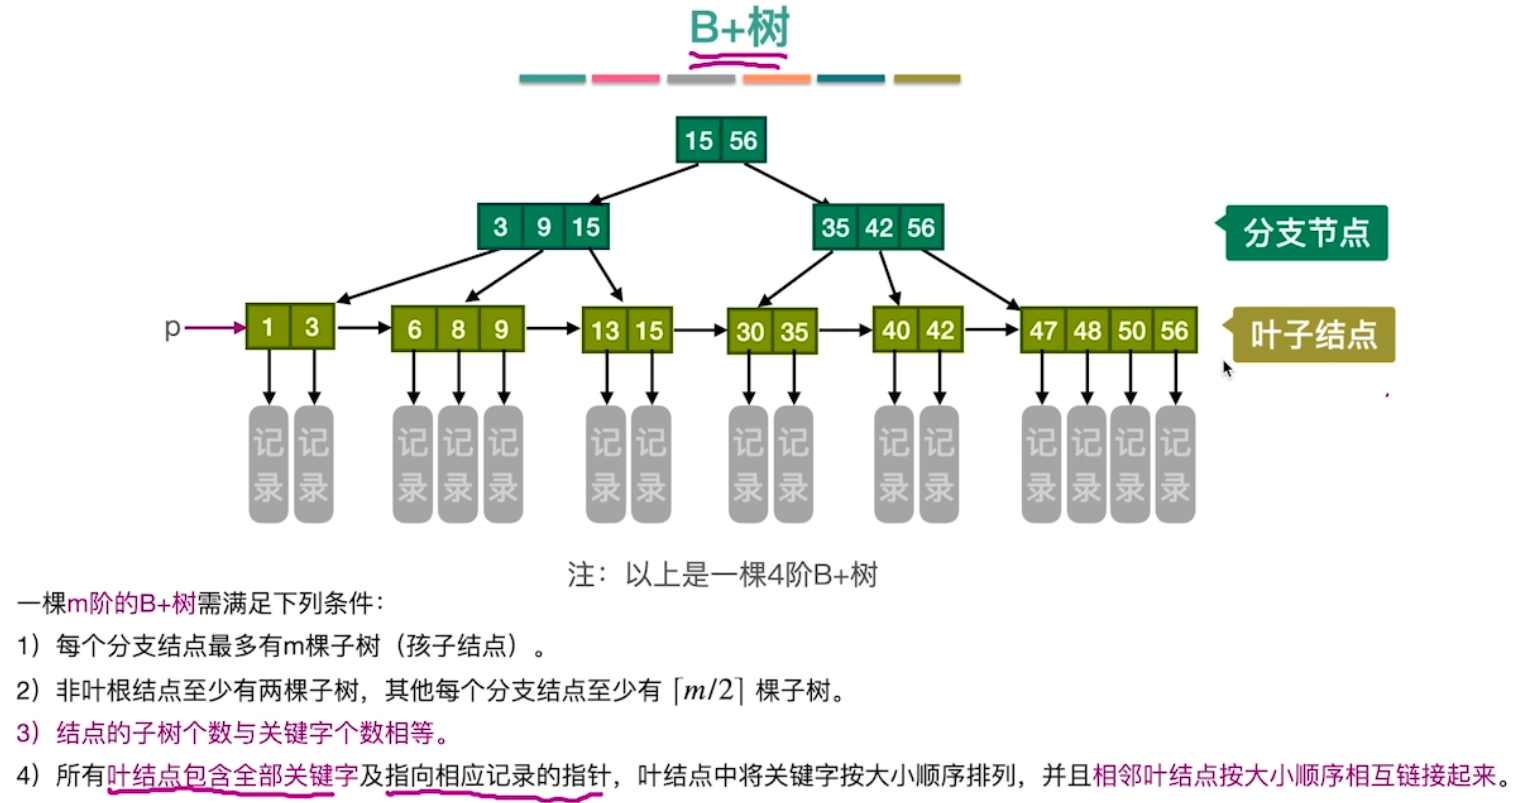 B+树
15 56
3 9 15
35 42 56
分支节点
p
1 3
6 8 9
13 15
30 35
40 42
47 48 50 56
叶子结点
记录 记录 记录 记录 记录 记录 记录 记录 记录 记录 记录 记录 记录 记录 记录
注：以上是一棵4阶B+树
一棵m阶的B+树需满足下列条件：
1）每个分支结点最多有m棵子树（孩子结点）。
2）非叶根结点至少有两棵子树，其他每个分支结点至少有 ⌈m/2⌉ 棵子树。
3）结点的子树个数与关键字个数相等。
4）所有叶结点包含全部关键字及指向相应记录的指针，叶结点中将关键字按大小顺序排列，并且相邻叶结点按大小顺序相互链接起来。